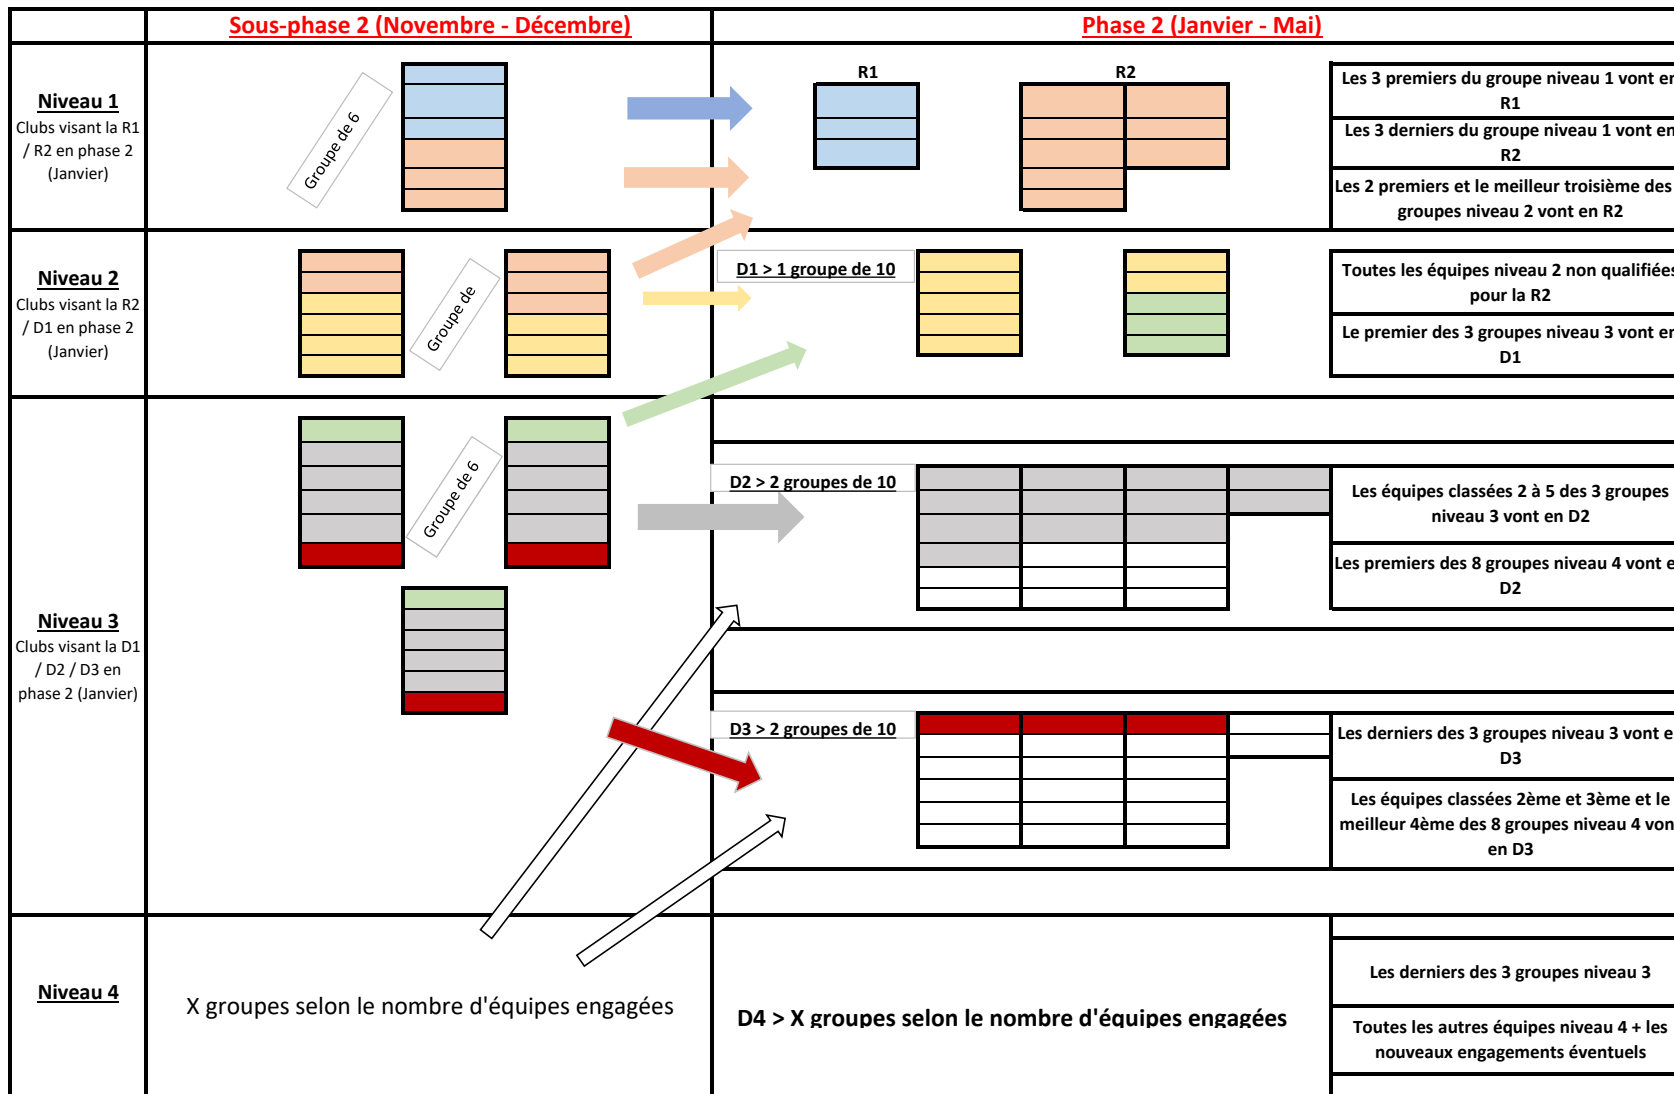 Sous-phase 2 (Novembre - Décembre)
Phase 2 (Janvier - Mai)
Niveau 1
Clubs visant la R1
/ R2 en phase 2
(Janvier)
Groupe de 6
R1
R2
Les 3 premiers du groupe niveau 1 vont en
R1
Les 3 derniers du groupe niveau 1 vont en
R2
Les 2 premiers et le meilleur troisième des
groupes niveau 2 vont en R2
Niveau 2
Clubs visant la R2
/ D1 en phase 2
(Janvier)
Groupe de
D1 > 1 groupe de 10
Toutes les équipes niveau 2 non qualifiées
pour la R2
Le premier des 3 groupes niveau 3 vont en
D1
Niveau 3
Clubs visant la D1
/ D2 / D3 en
phase 2 (Janvier)
Groupe de 6
D2 > 2 groupes de 10
Les équipes classées 2 à 5 des 3 groupes
niveau 3 vont en D2
Les premiers des 8 groupes niveau 4 vont e
D2
D3 > 2 groupes de 10
Les derniers des 3 groupes niveau 3 vont e
D3
Les équipes classées 2ème et 3ème et le
meilleur 4ème des 8 groupes niveau 4 vont
en D3
Niveau 4
X groupes selon le nombre d'équipes engagées
D4 > X groupes selon le nombre d'équipes engagées
Les derniers des 3 groupes niveau 3
Toutes les autres équipes niveau 4 + les
nouveaux engagements éventuels